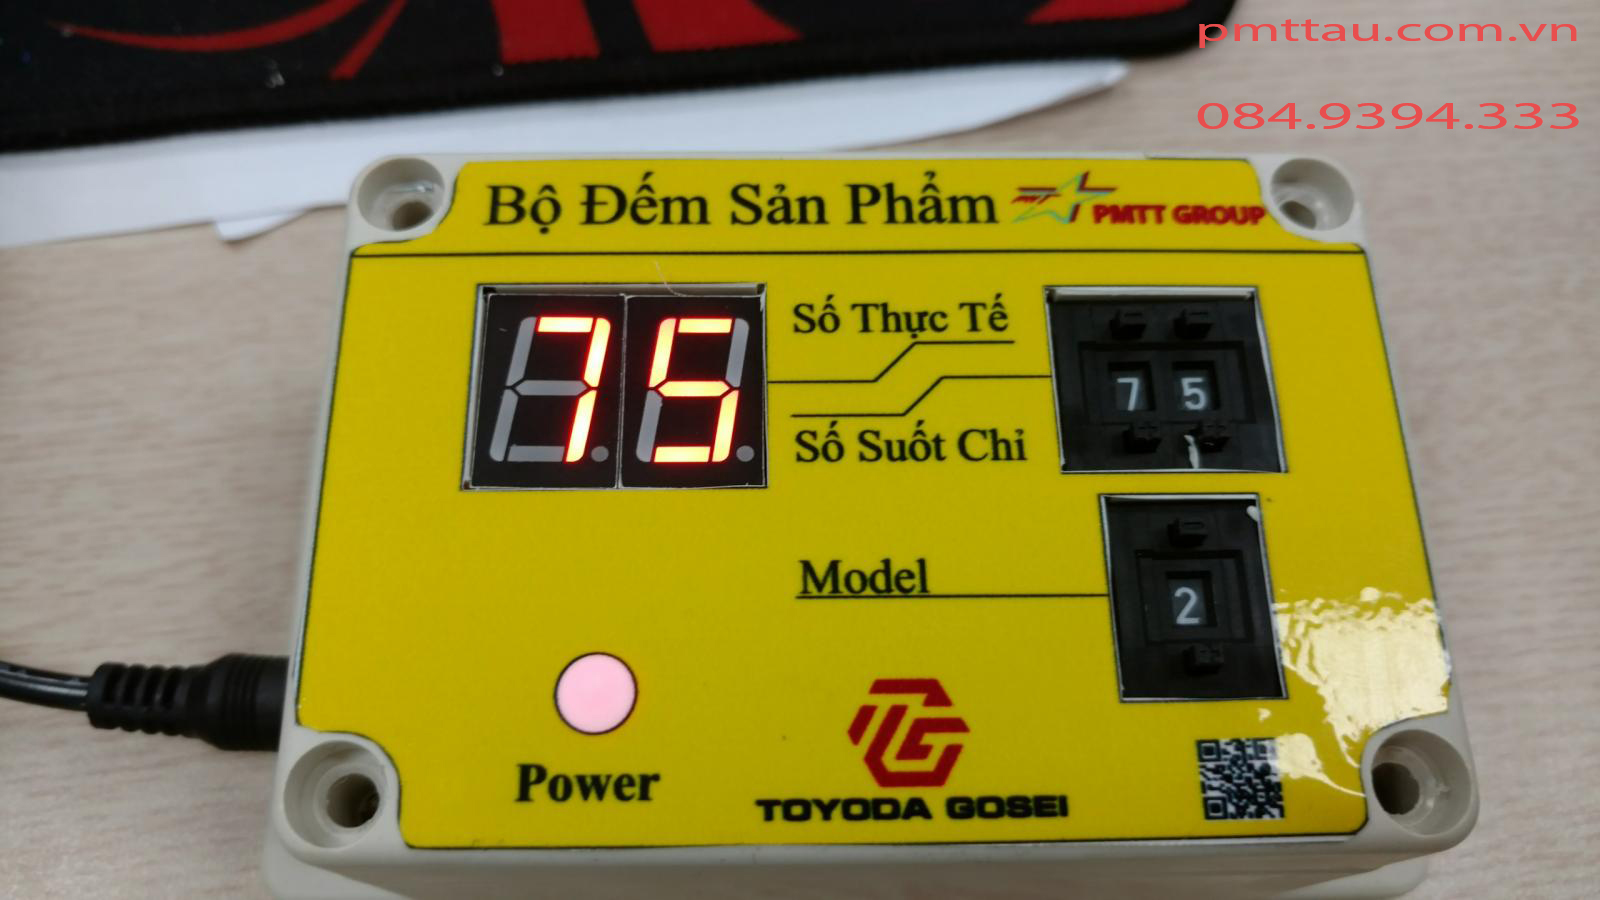 pmttau.com.vn
084.9394.333
Bộ Đếm Sản Phẩm
PMTT GROUP
75
Số Thực Tế
Số Suốt Chỉ
7 5
Model
2
Power
TOYODA GOSEI